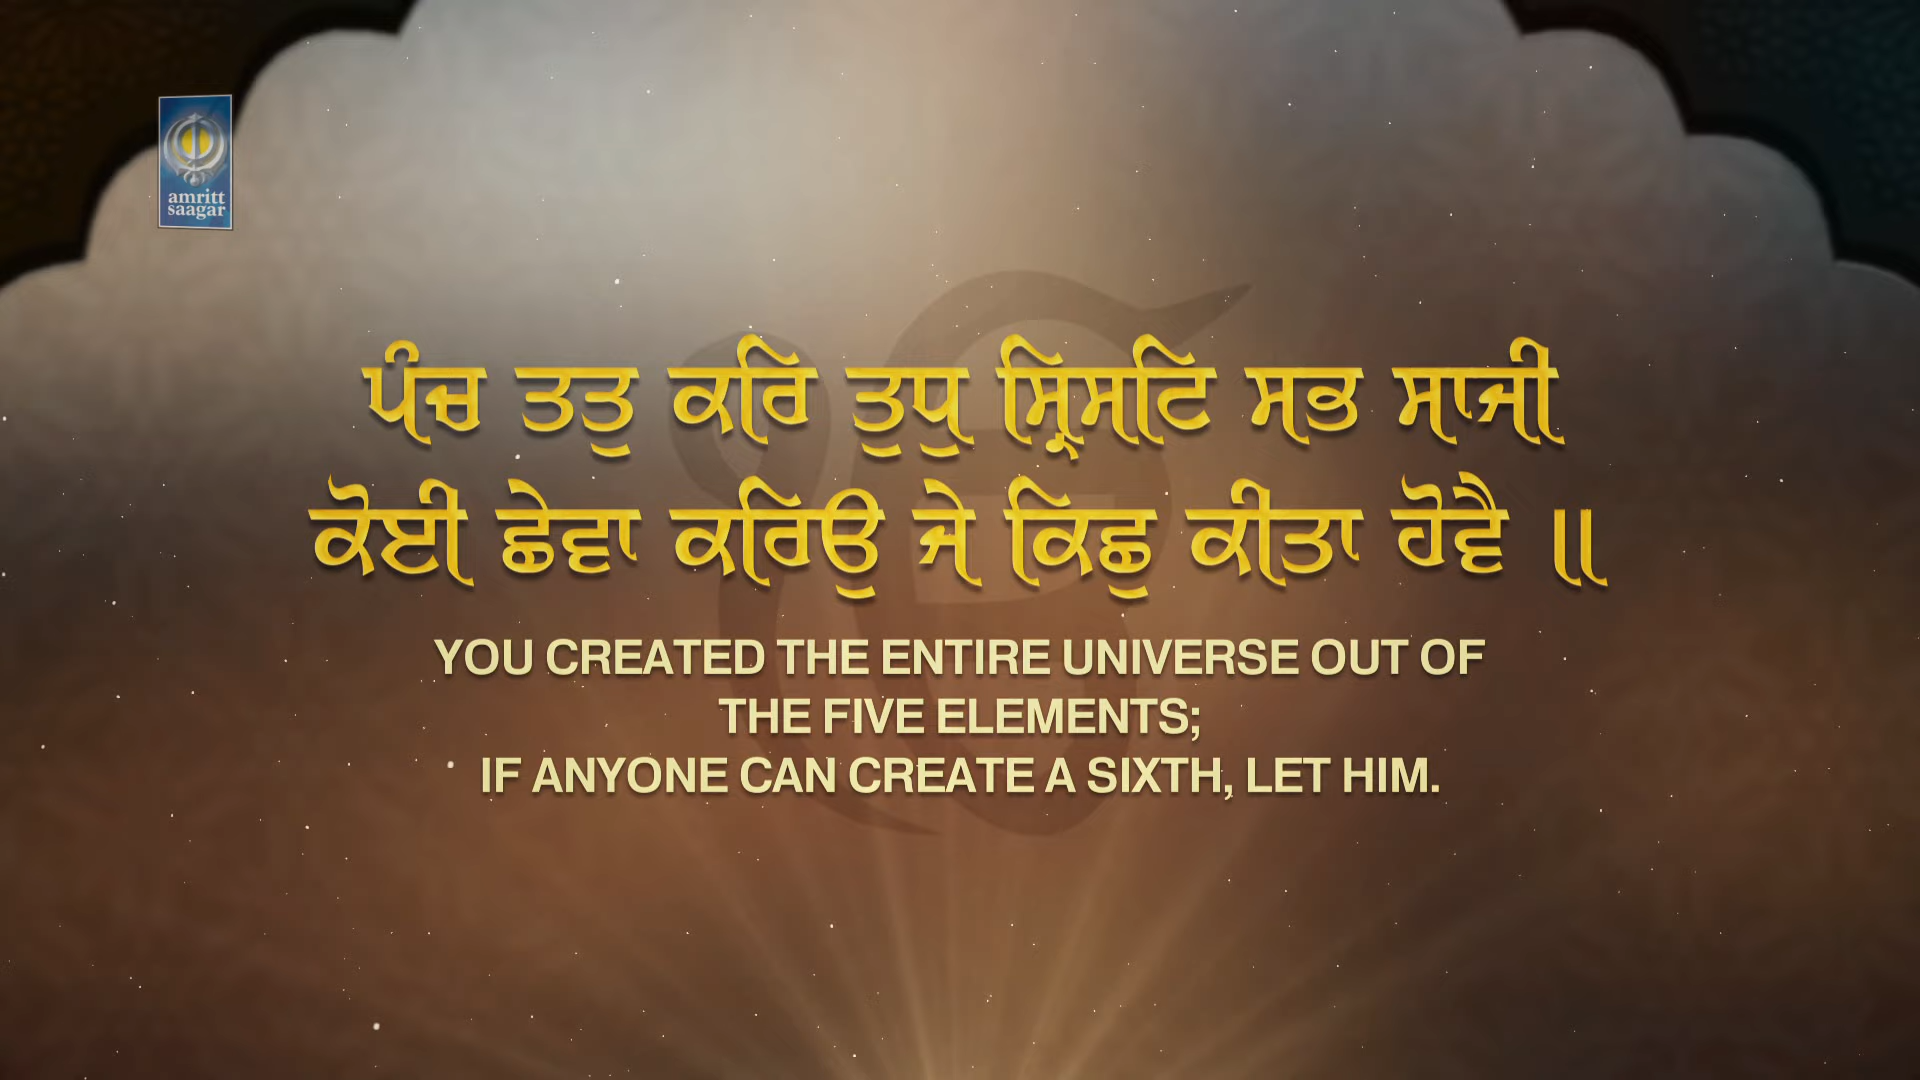 amritt
saagar
ਪੰਚ ਤਤੁ ਕਰਿ ਤੁਧੁ ਸ੍ਰਿਸਟਿ ਸਭ ਸਾਜੀ
ਕੋਈ ਛੇਵਾ ਕਰਿਉ ਜੇ ਕਿਛੁ ਕੀਤਾ ਹੋਵੈ ॥
YOU CREATED THE ENTIRE UNIVERSE OUT OF
THE FIVE ELEMENTS;
IF ANYONE CAN CREATE A SIXTH, LET HIM.